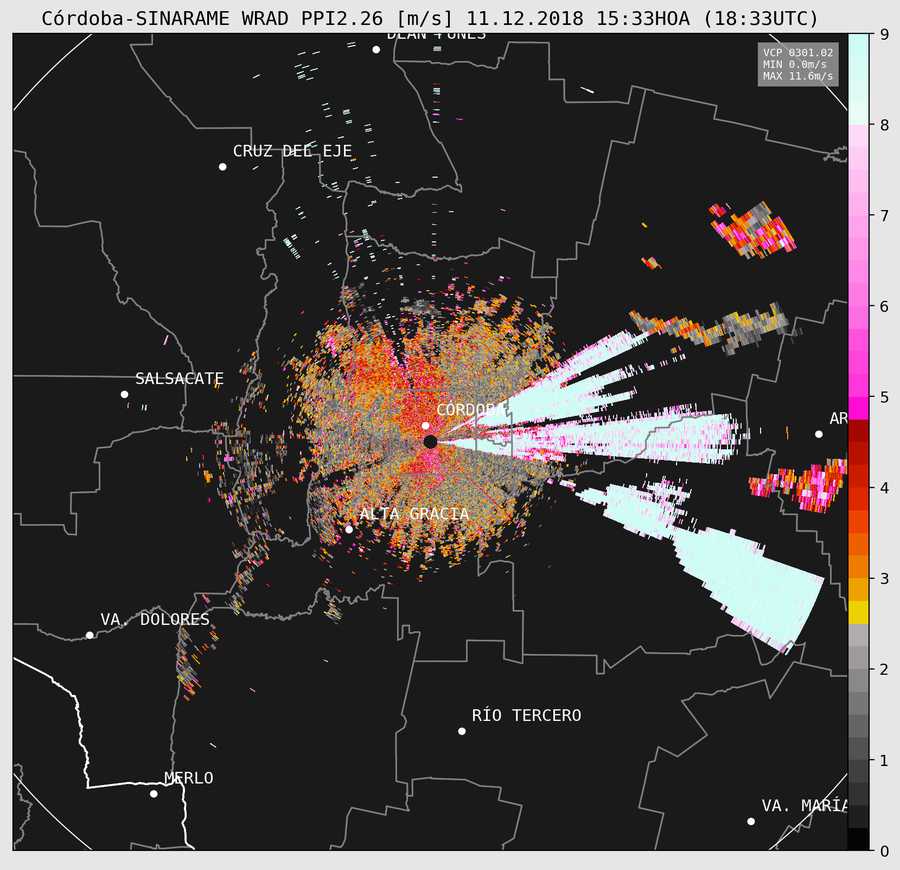 Córdoba-SINARAME WRAD PPI2.26 [m/s] 11.12.2018 15:33HOA (18:33UTC)
VCP 0301.02
MIN 0.0m/s
MAX 11.6m/s
9
8
7
6
5
4
3
2
1
0
CRUZ DEL EJE
SALSACATE
CÓRDOBA
AR
ALTA GRACIA
VA. DOLORES
RÍO TERCERO
MERLO
VA. MARÍA